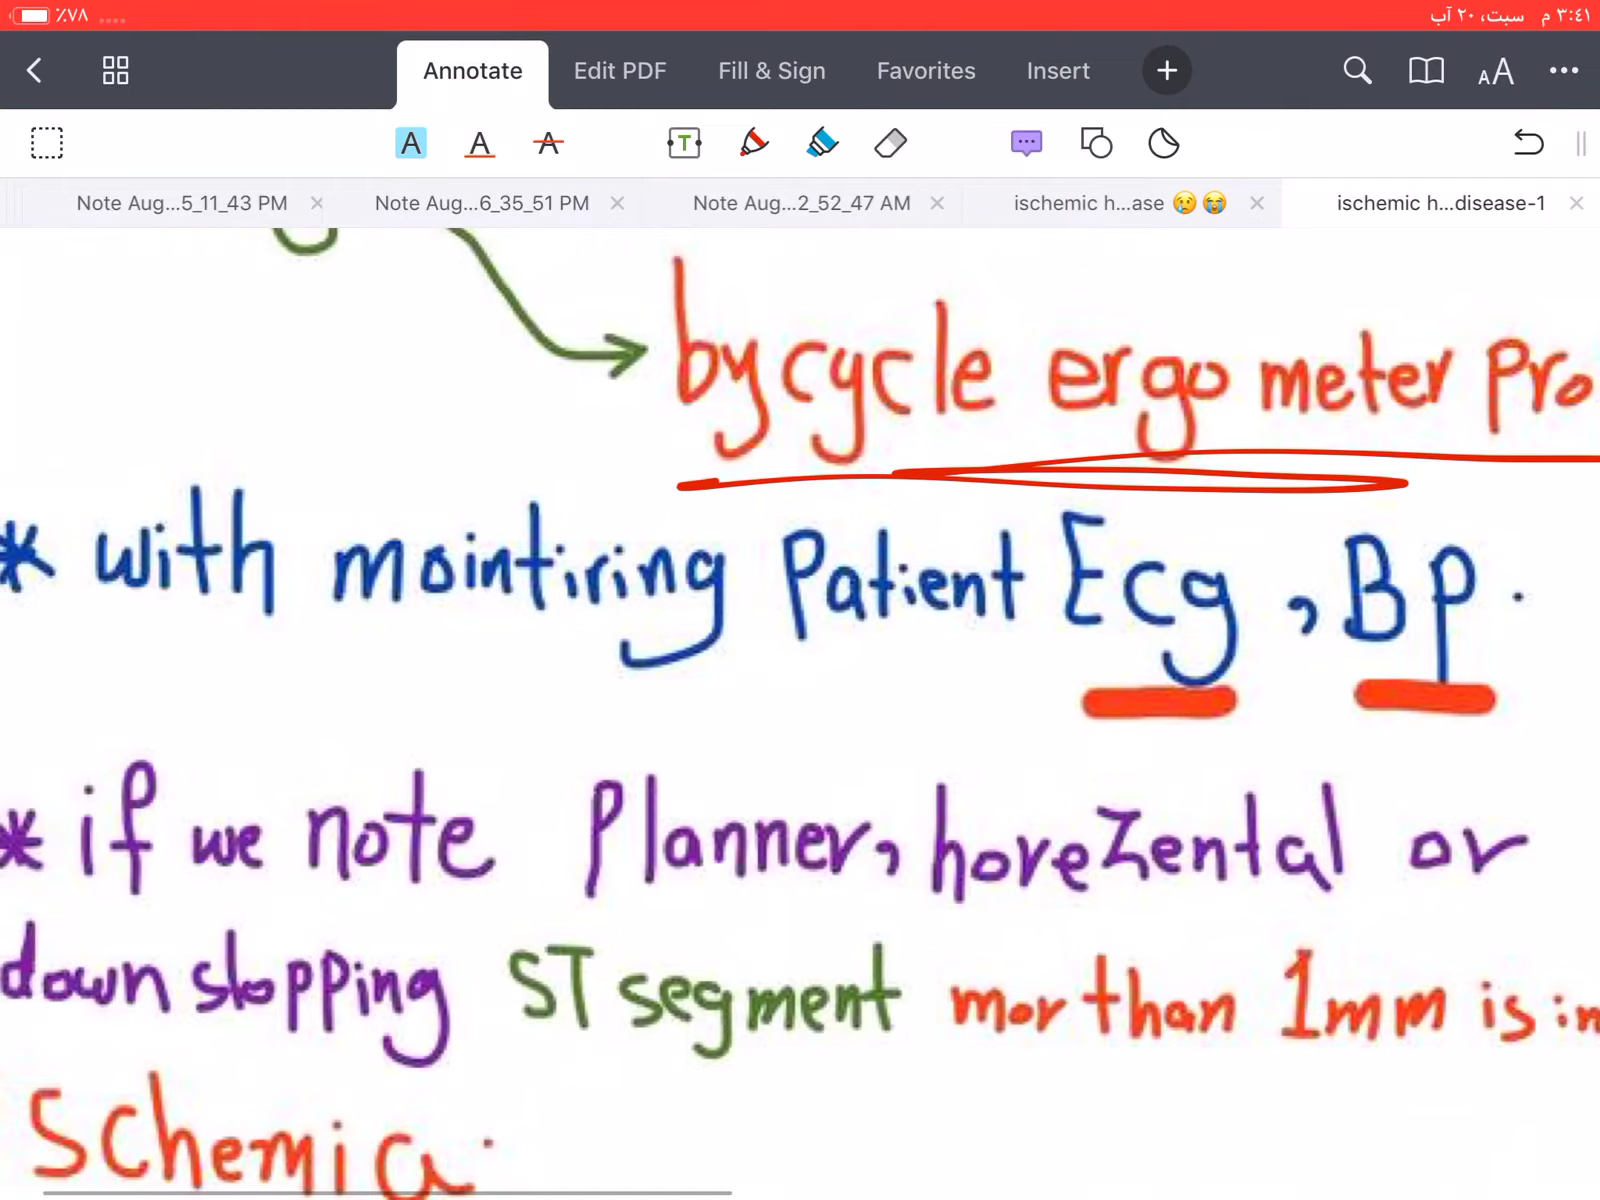 ٪٧٨ سبت، ٢٠ آب ٣:٤١ م
Annotate Edit PDF Fill & Sign Favorites Insert
Note Aug...5_11_43 PM Note Aug...6_35_51 PM Note Aug...2_52_47 AM ischemic h...ase 😢 😭 ischemic h...disease-1
bycycle ergo meter Pro
* with mointiring Patient Ecg , Bp .
* if we note Planner, horeZental or
down slopping ST segment mor than 1mm is in
Schemia.